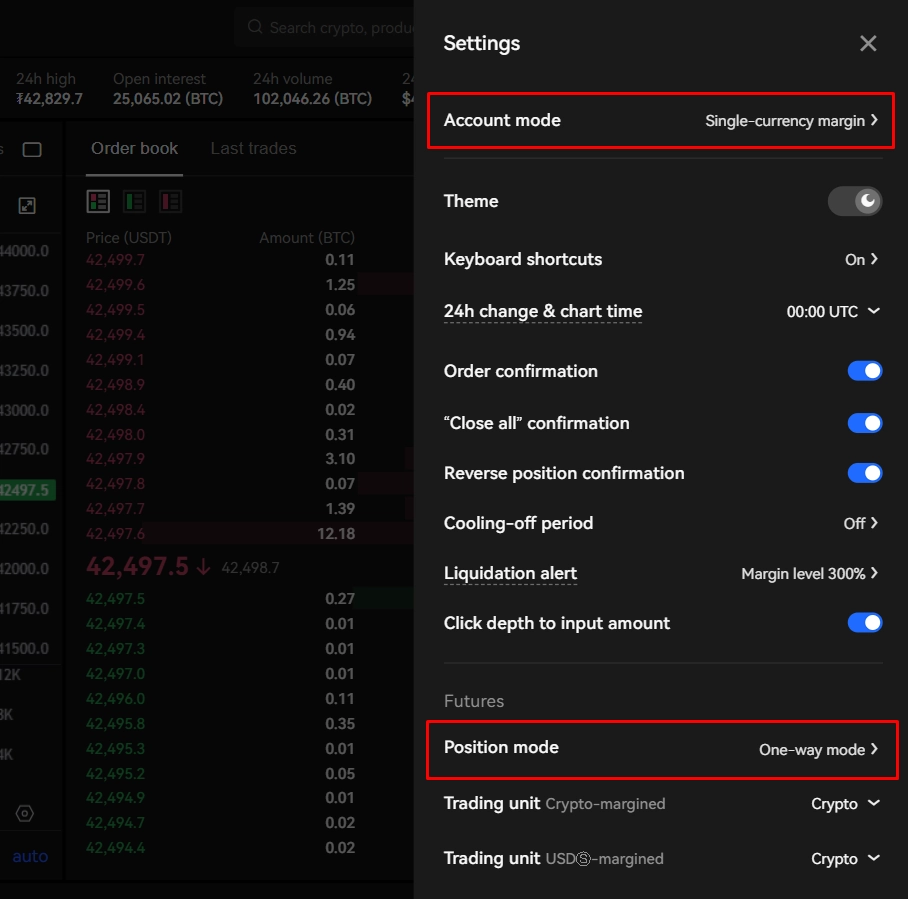 Search crypto, produ
24h high Open interest 24h volume 24
₮42,829.7 25,065.02 (BTC) 102,046.26 (BTC) $4
s Order book Last trades
Price (USDT) Amount (BTC)
44000.0
43750.0
43500.0
43250.0
43000.0
42750.0
42497.5
42250.0
42000.0
41750.0
41500.0
12K
8K
4K
auto
42,499.7 0.11
42,499.6 1.25
42,499.5 0.06
42,499.4 0.94
42,499.1 0.07
42,498.9 0.40
42,498.4 0.02
42,498.0 0.31
42,497.9 3.10
42,497.8 0.07
42,497.7 1.39
42,497.6 12.18
42,497.5 ↓ 42,498.7
42,497.5 0.27
42,497.4 0.01
42,497.3 0.01
42,497.0 0.01
42,496.0 0.11
42,495.8 0.35
42,495.3 0.01
42,495.2 0.05
42,494.9 0.01
42,494.7 0.02
42,494.4 0.02
Settings
Account mode Single-currency margin
Theme
Keyboard shortcuts On
24h change & chart time 00:00 UTC
Order confirmation
“Close all” confirmation
Reverse position confirmation
Cooling-off period Off
Liquidation alert Margin level 300%
Click depth to input amount
Futures
Position mode One-way mode
Trading unit Crypto-margined Crypto
Trading unit USDⓈ-margined Crypto